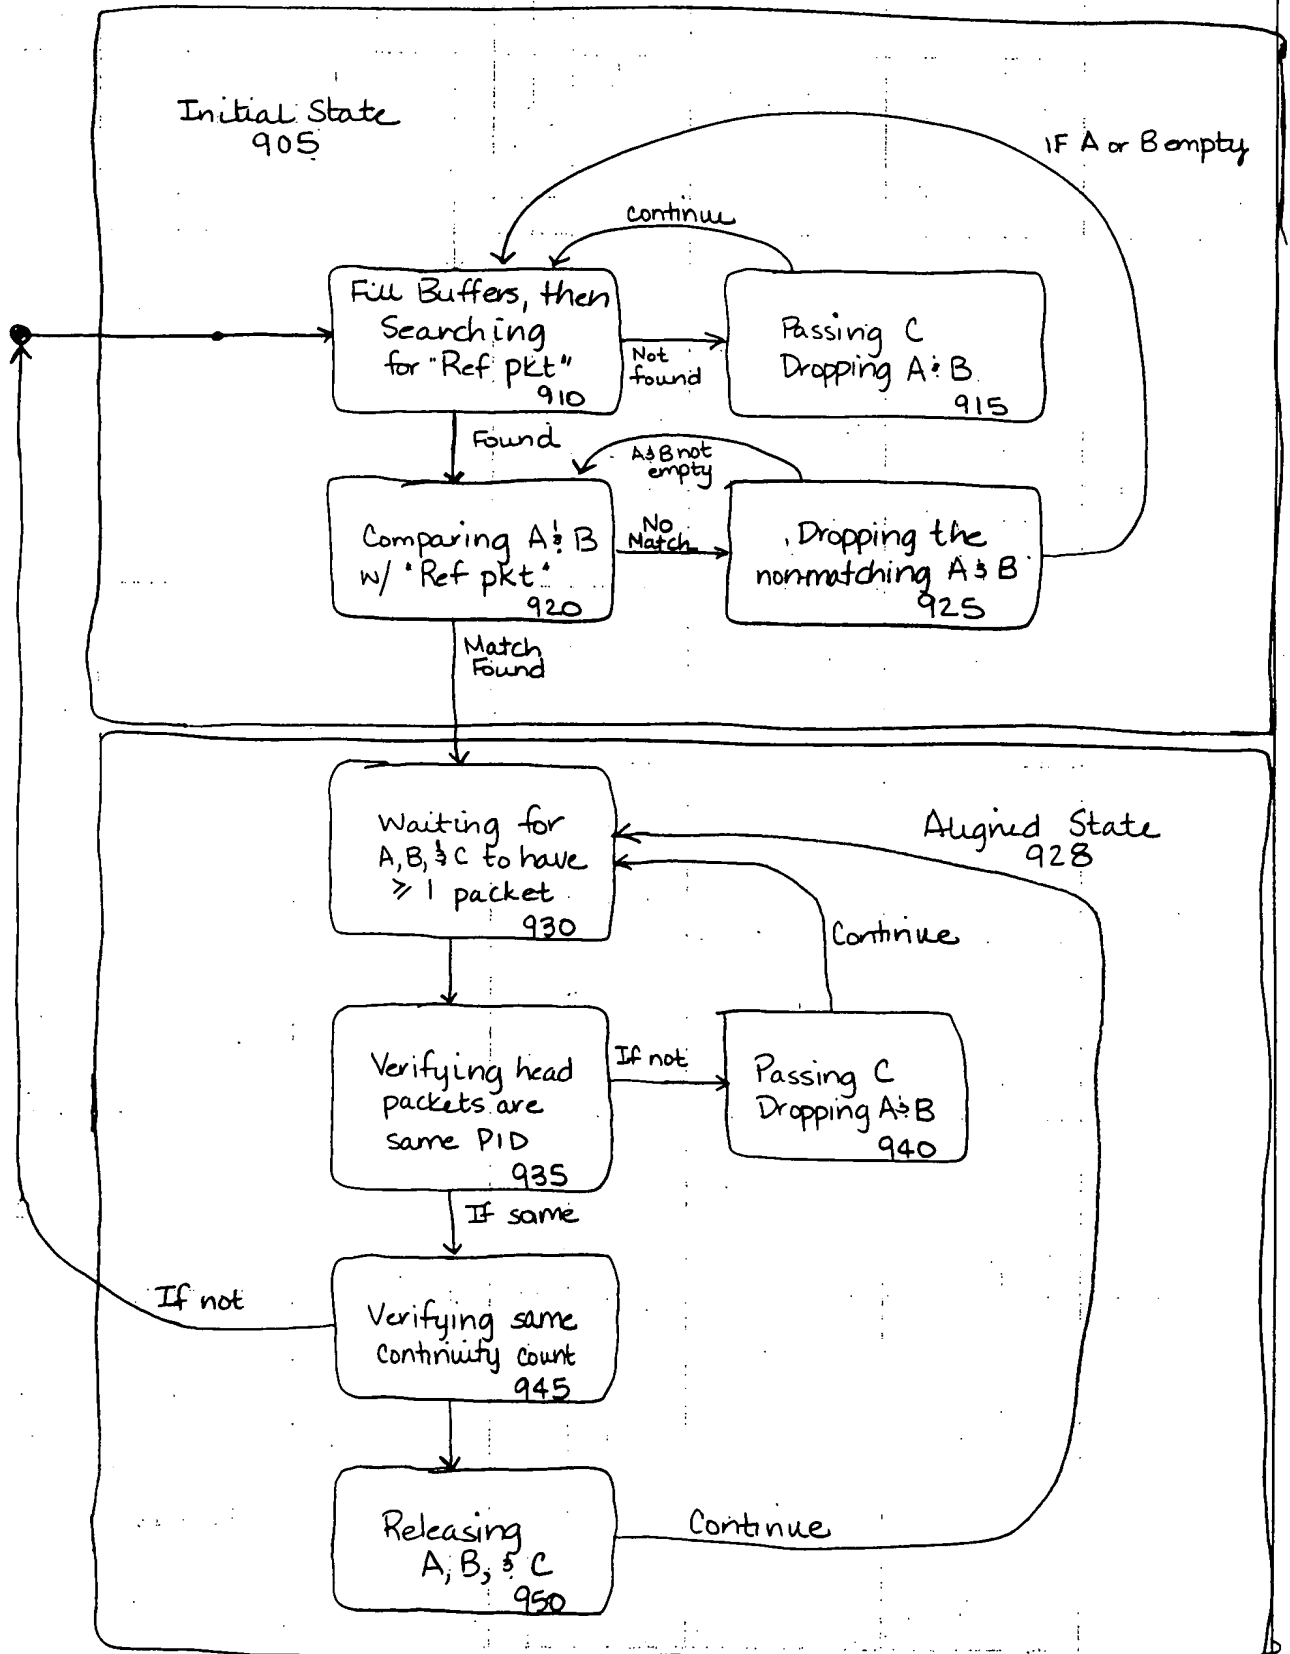 Initial State
905
IF A or B empty
continue
Fill Buffers, then
Searching
for "Ref pkt"
910
Not
found
Passing C
Dropping A & B
915
Found
A & B not
empty
Comparing A & B
w/ "Ref pkt"
920
No
Match
Dropping the
nonmatching A & B
925
Match
Found
Waiting for
A, B, & C to have
≥ 1 packet
930
Aligned State
928
Continue
Verifying head
packets are
same PID
935
If not
Passing C
Dropping A & B
940
If same
If not
Verifying same
continuity count
945
Releasing
A, B, & C
950
Continue